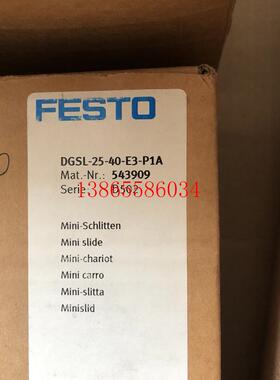 FESTO
DGSL-25-40-E3-P1A
Mat.-Nr.: 543909
Serie
13865586034
Mini-Schlitten
Mini slide
Mini-chariot
Mini carro
Mini-slitta
Minislid